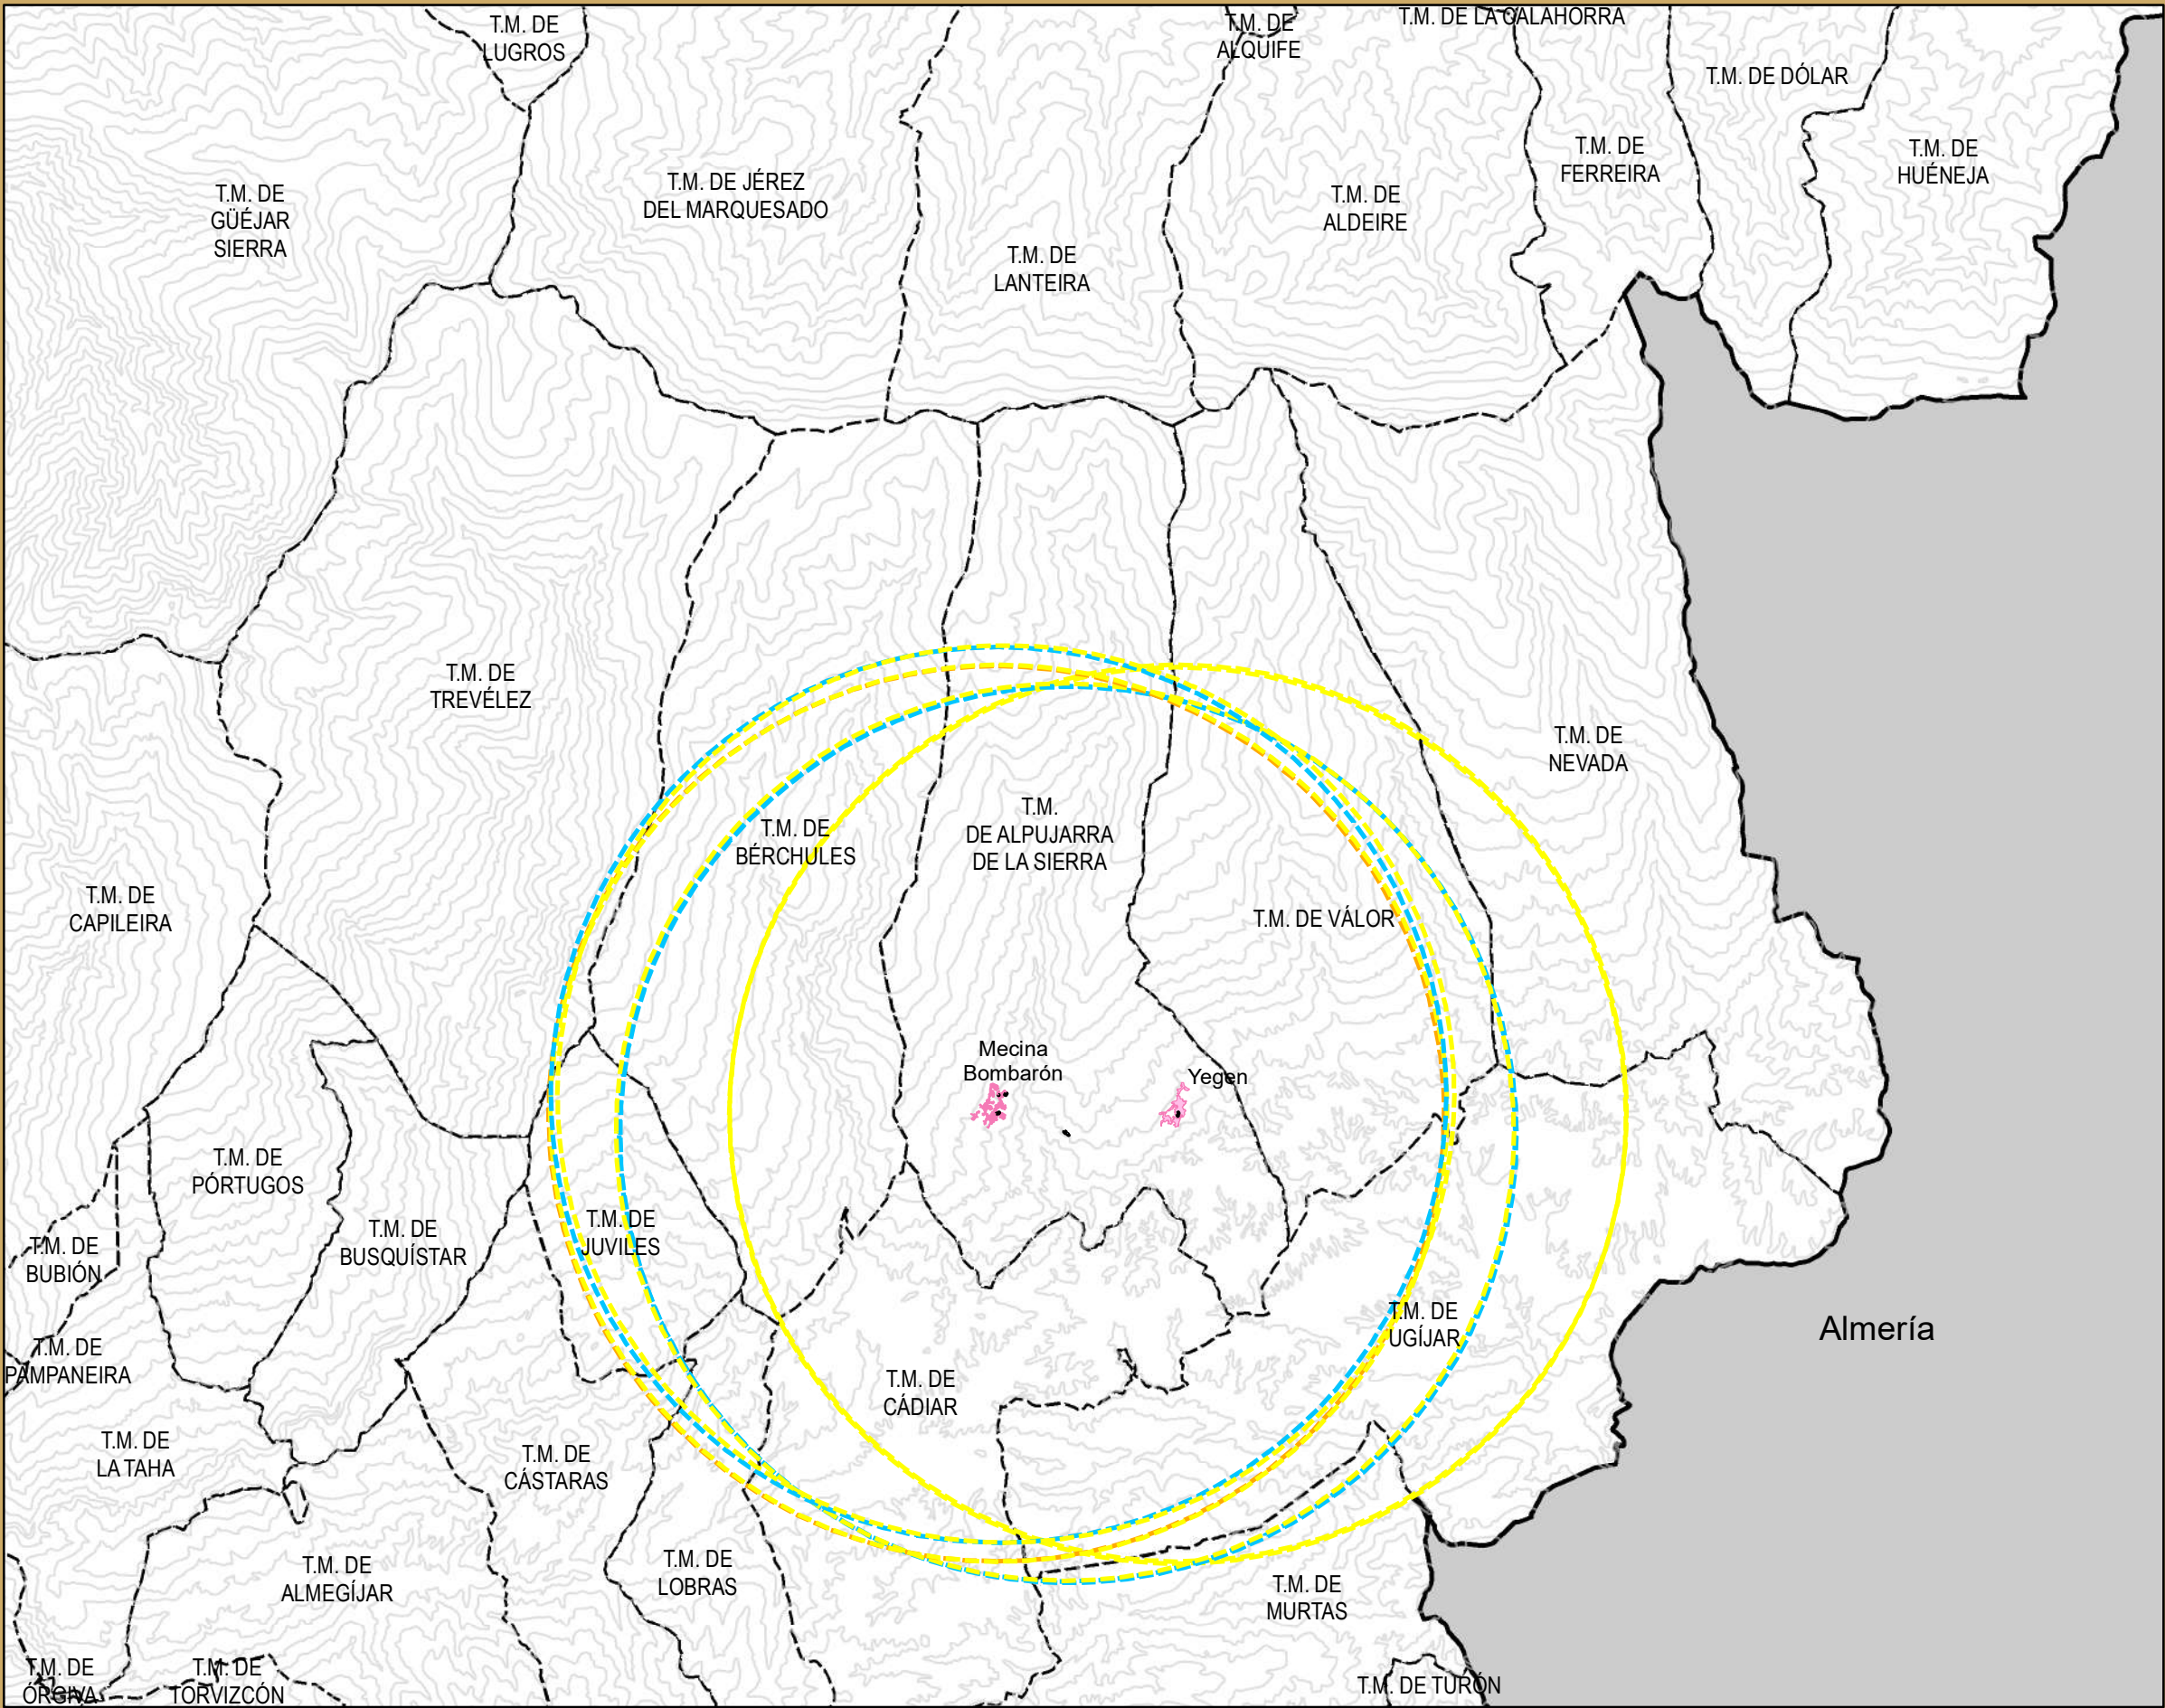 T.M. DE
LUGROS
T.M. DE
ALQUIFE
T.M. DE LA CALAHORRA
T.M. DE DÓLAR
T.M. DE
FERREIRA
T.M. DE
HUÉNEJA
T.M. DE
GÜÉJAR
SIERRA
T.M. DE JÉREZ
DEL MARQUESADO
T.M. DE
ALDEIRE
T.M. DE
LANTEIRA
T.M. DE
TREVÉLEZ
T.M. DE
NEVADA
T.M. DE
BÉRCHULES
T.M.
DE ALPUJARRA
DE LA SIERRA
T.M. DE
CAPILEIRA
T.M. DE VÁLOR
Mecina
Bombarón
Yegen
T.M. DE
PÓRTUGOS
T.M. DE
BUSQUÍSTAR
T.M. DE
JUVILES
T.M. DE
BUBIÓN
T.M. DE
UGÍJAR
Almería
T.M. DE
PAMPANEIRA
T.M. DE
CÁDIAR
T.M. DE
LA TAHA
T.M. DE
CÁSTARAS
T.M. DE
ALMEGÍJAR
T.M. DE
LOBRAS
T.M. DE
MURTAS
T.M. DE
ÓRGIVA
T.M. DE
TORVIZCÓN
T.M. DE TURÓN